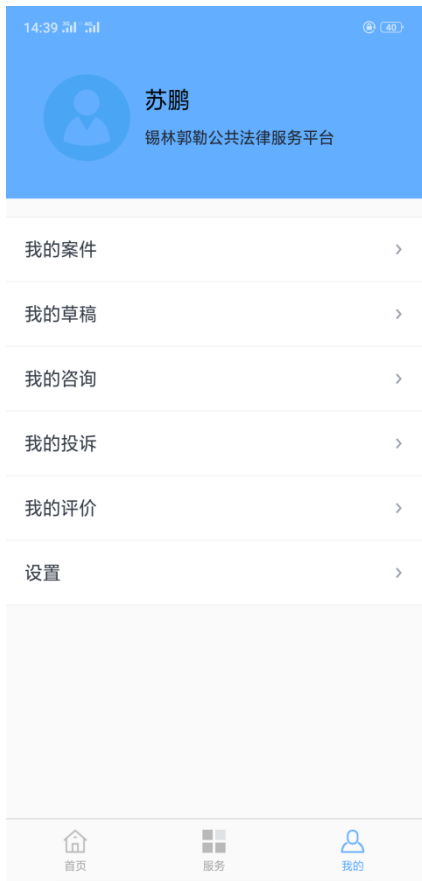 14:39
40
苏鹏
锡林郭勒公共法律服务平台
我的案件
我的草稿
我的咨询
我的投诉
我的评价
设置
首页
服务
我的